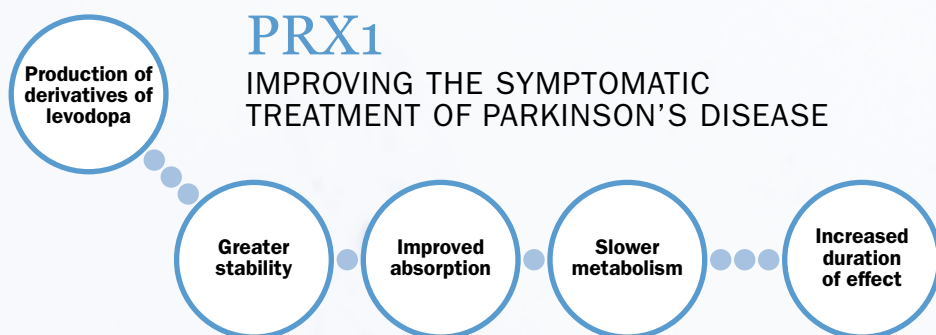 PRX1
IMPROVING THE SYMPTOMATIC
TREATMENT OF PARKINSON’S DISEASE
Production of
derivatives of
levodopa
Greater
stability
Improved
absorption
Slower
metabolism
Increased
duration
of effect